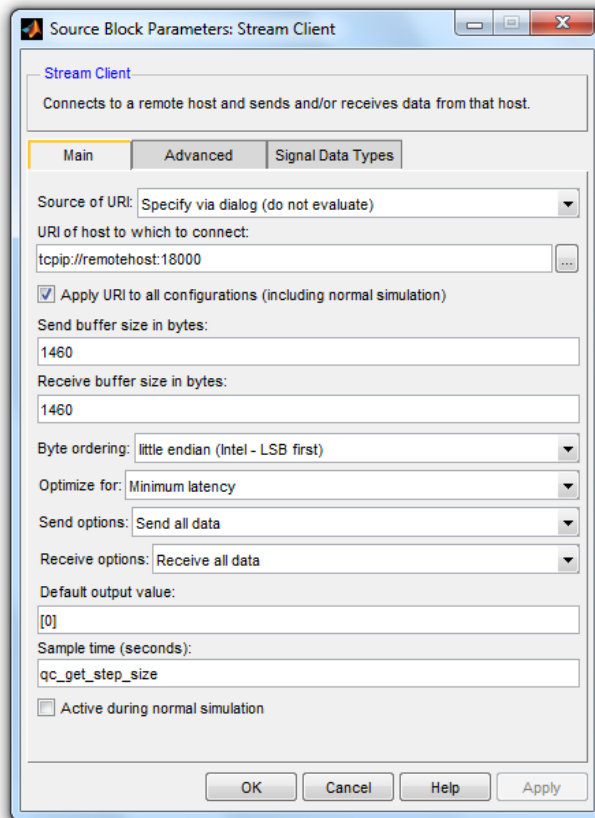 Source Block Parameters: Stream Client
Stream Client
Connects to a remote host and sends and/or receives data from that host.
Main Advanced Signal Data Types
Source of URI: Specify via dialog (do not evaluate)
URI of host to which to connect:
tcpip://remotehost:18000 ...
Apply URI to all configurations (including normal simulation)
Send buffer size in bytes:
1460
Receive buffer size in bytes:
1460
Byte ordering: little endian (Intel - LSB first)
Optimize for: Minimum latency
Send options: Send all data
Receive options: Receive all data
Default output value:
[0]
Sample time (seconds):
qc_get_step_size
Active during normal simulation
OK Cancel Help Apply